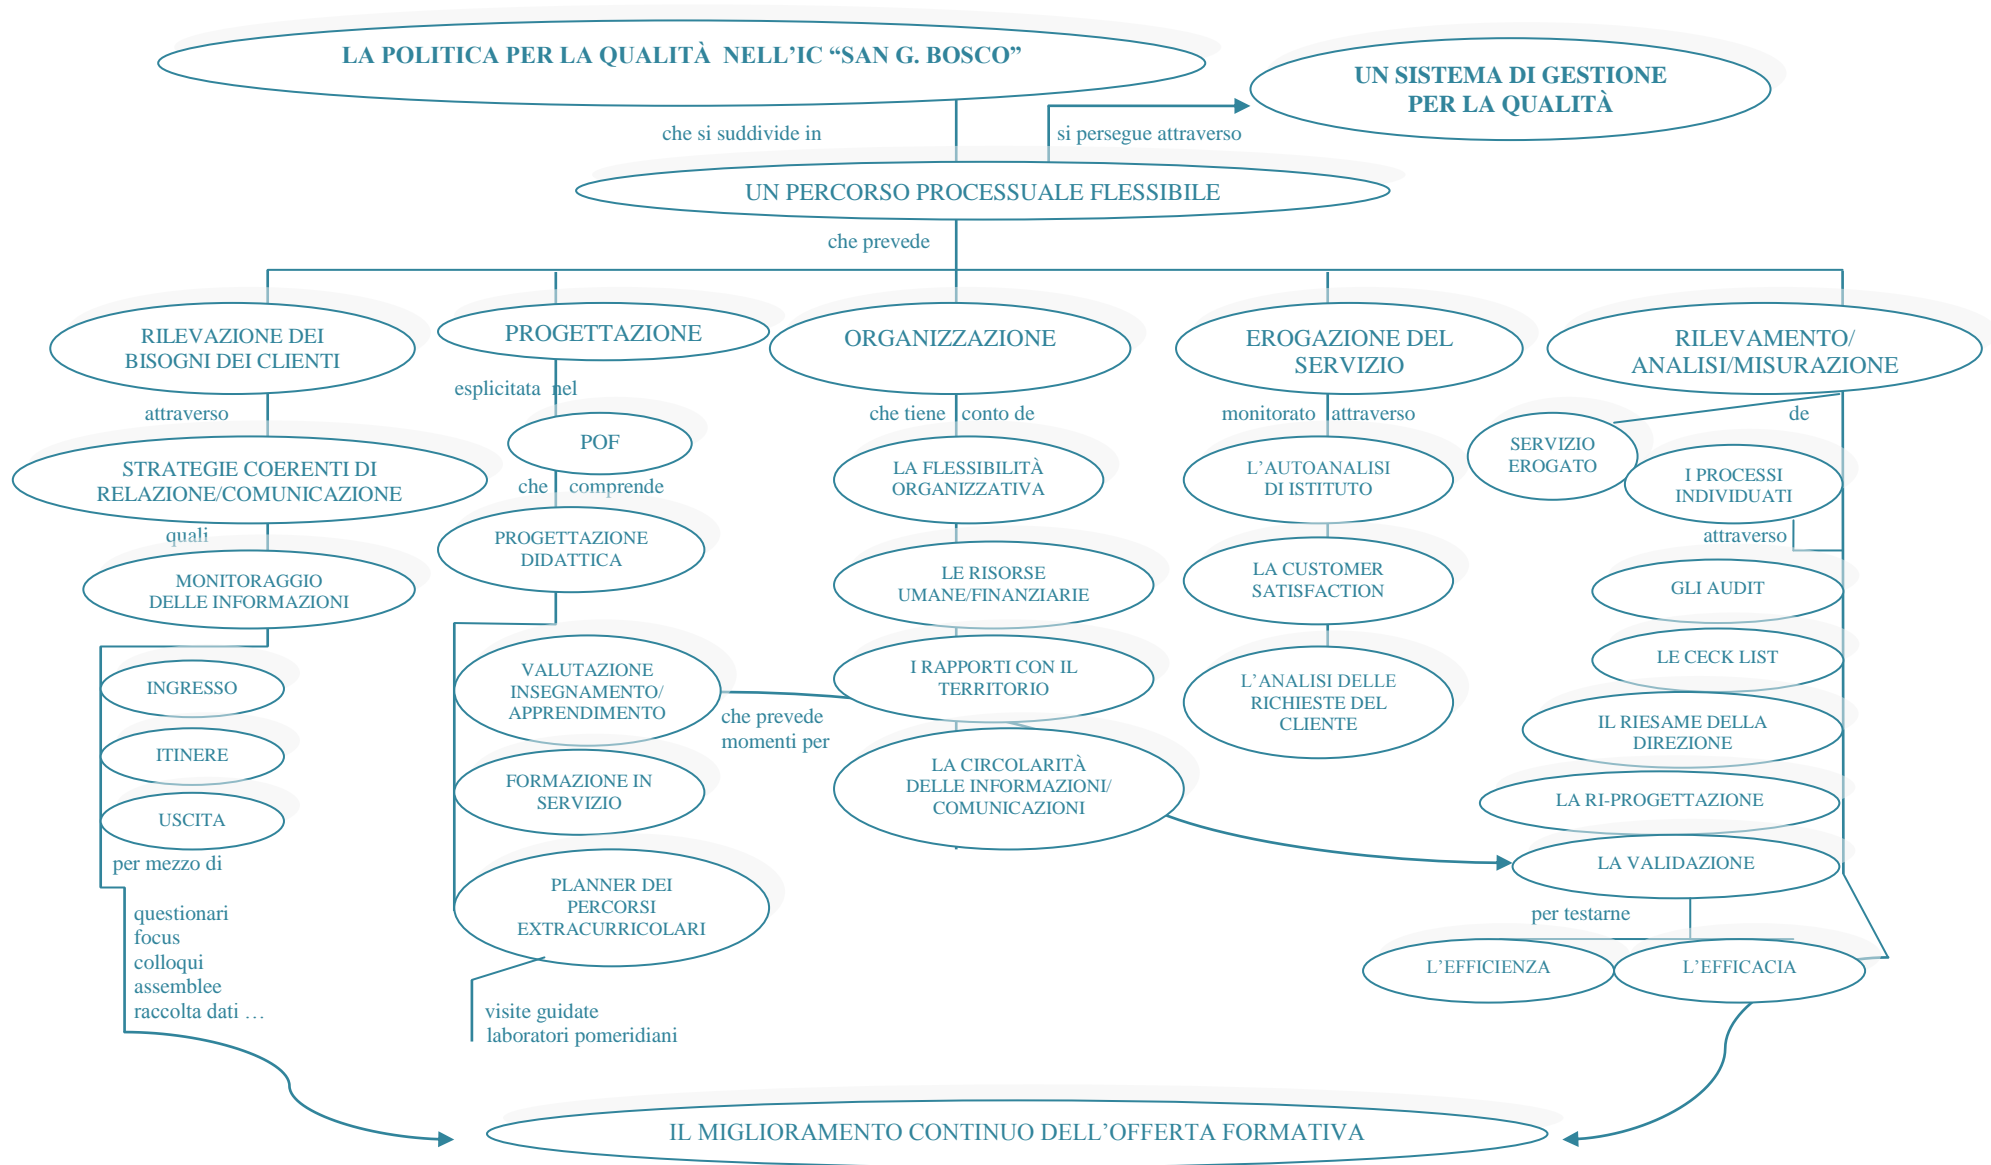 LA POLITICA PER LA QUALITÀ NELL’IC “SAN G. BOSCO”
UN SISTEMA DI GESTIONE
PER LA QUALITÀ
che si suddivide in
si persegue attraverso
UN PERCORSO PROCESSUALE FLESSIBILE
che prevede
RILEVAZIONE DEI
BISOGNI DEI CLIENTI
attraverso
STRATEGIE COERENTI DI
RELAZIONE/COMUNICAZIONE
quali
MONITORAGGIO
DELLE INFORMAZIONI
INGRESSO
ITINERE
USCITA
per mezzo di
questionari
focus
colloqui
assemblee
raccolta dati …
PROGETTAZIONE
esplicitata nel
POF
che comprende
PROGETTAZIONE
DIDATTICA
VALUTAZIONE
INSEGNAMENTO/
APPRENDIMENTO
che prevede
momenti per
FORMAZIONE IN
SERVIZIO
PLANNER DEI
PERCORSI
EXTRACURRICOLARI
visite guidate
laboratori pomeridiani
ORGANIZZAZIONE
che tiene conto de
LA FLESSIBILITÀ
ORGANIZZATIVA
LE RISORSE
UMANE/FINANZIARIE
I RAPPORTI CON IL
TERRITORIO
LA CIRCOLARITÀ
DELLE INFORMAZIONI/
COMUNICAZIONI
EROGAZIONE DEL
SERVIZIO
monitorato attraverso
L’AUTOANALISI
DI ISTITUTO
LA CUSTOMER
SATISFACTION
L’ANALISI DELLE
RICHIESTE DEL
CLIENTE
RILEVAMENTO/
ANALISI/MISURAZIONE
de
SERVIZIO
EROGATO
I PROCESSI
INDIVIDUATI
attraverso
GLI AUDIT
LE CECK LIST
IL RIESAME DELLA
DIREZIONE
LA RI-PROGETTAZIONE
LA VALIDAZIONE
per testarne
L’EFFICIENZA
L’EFFICACIA
IL MIGLIORAMENTO CONTINUO DELL’OFFERTA FORMATIVA